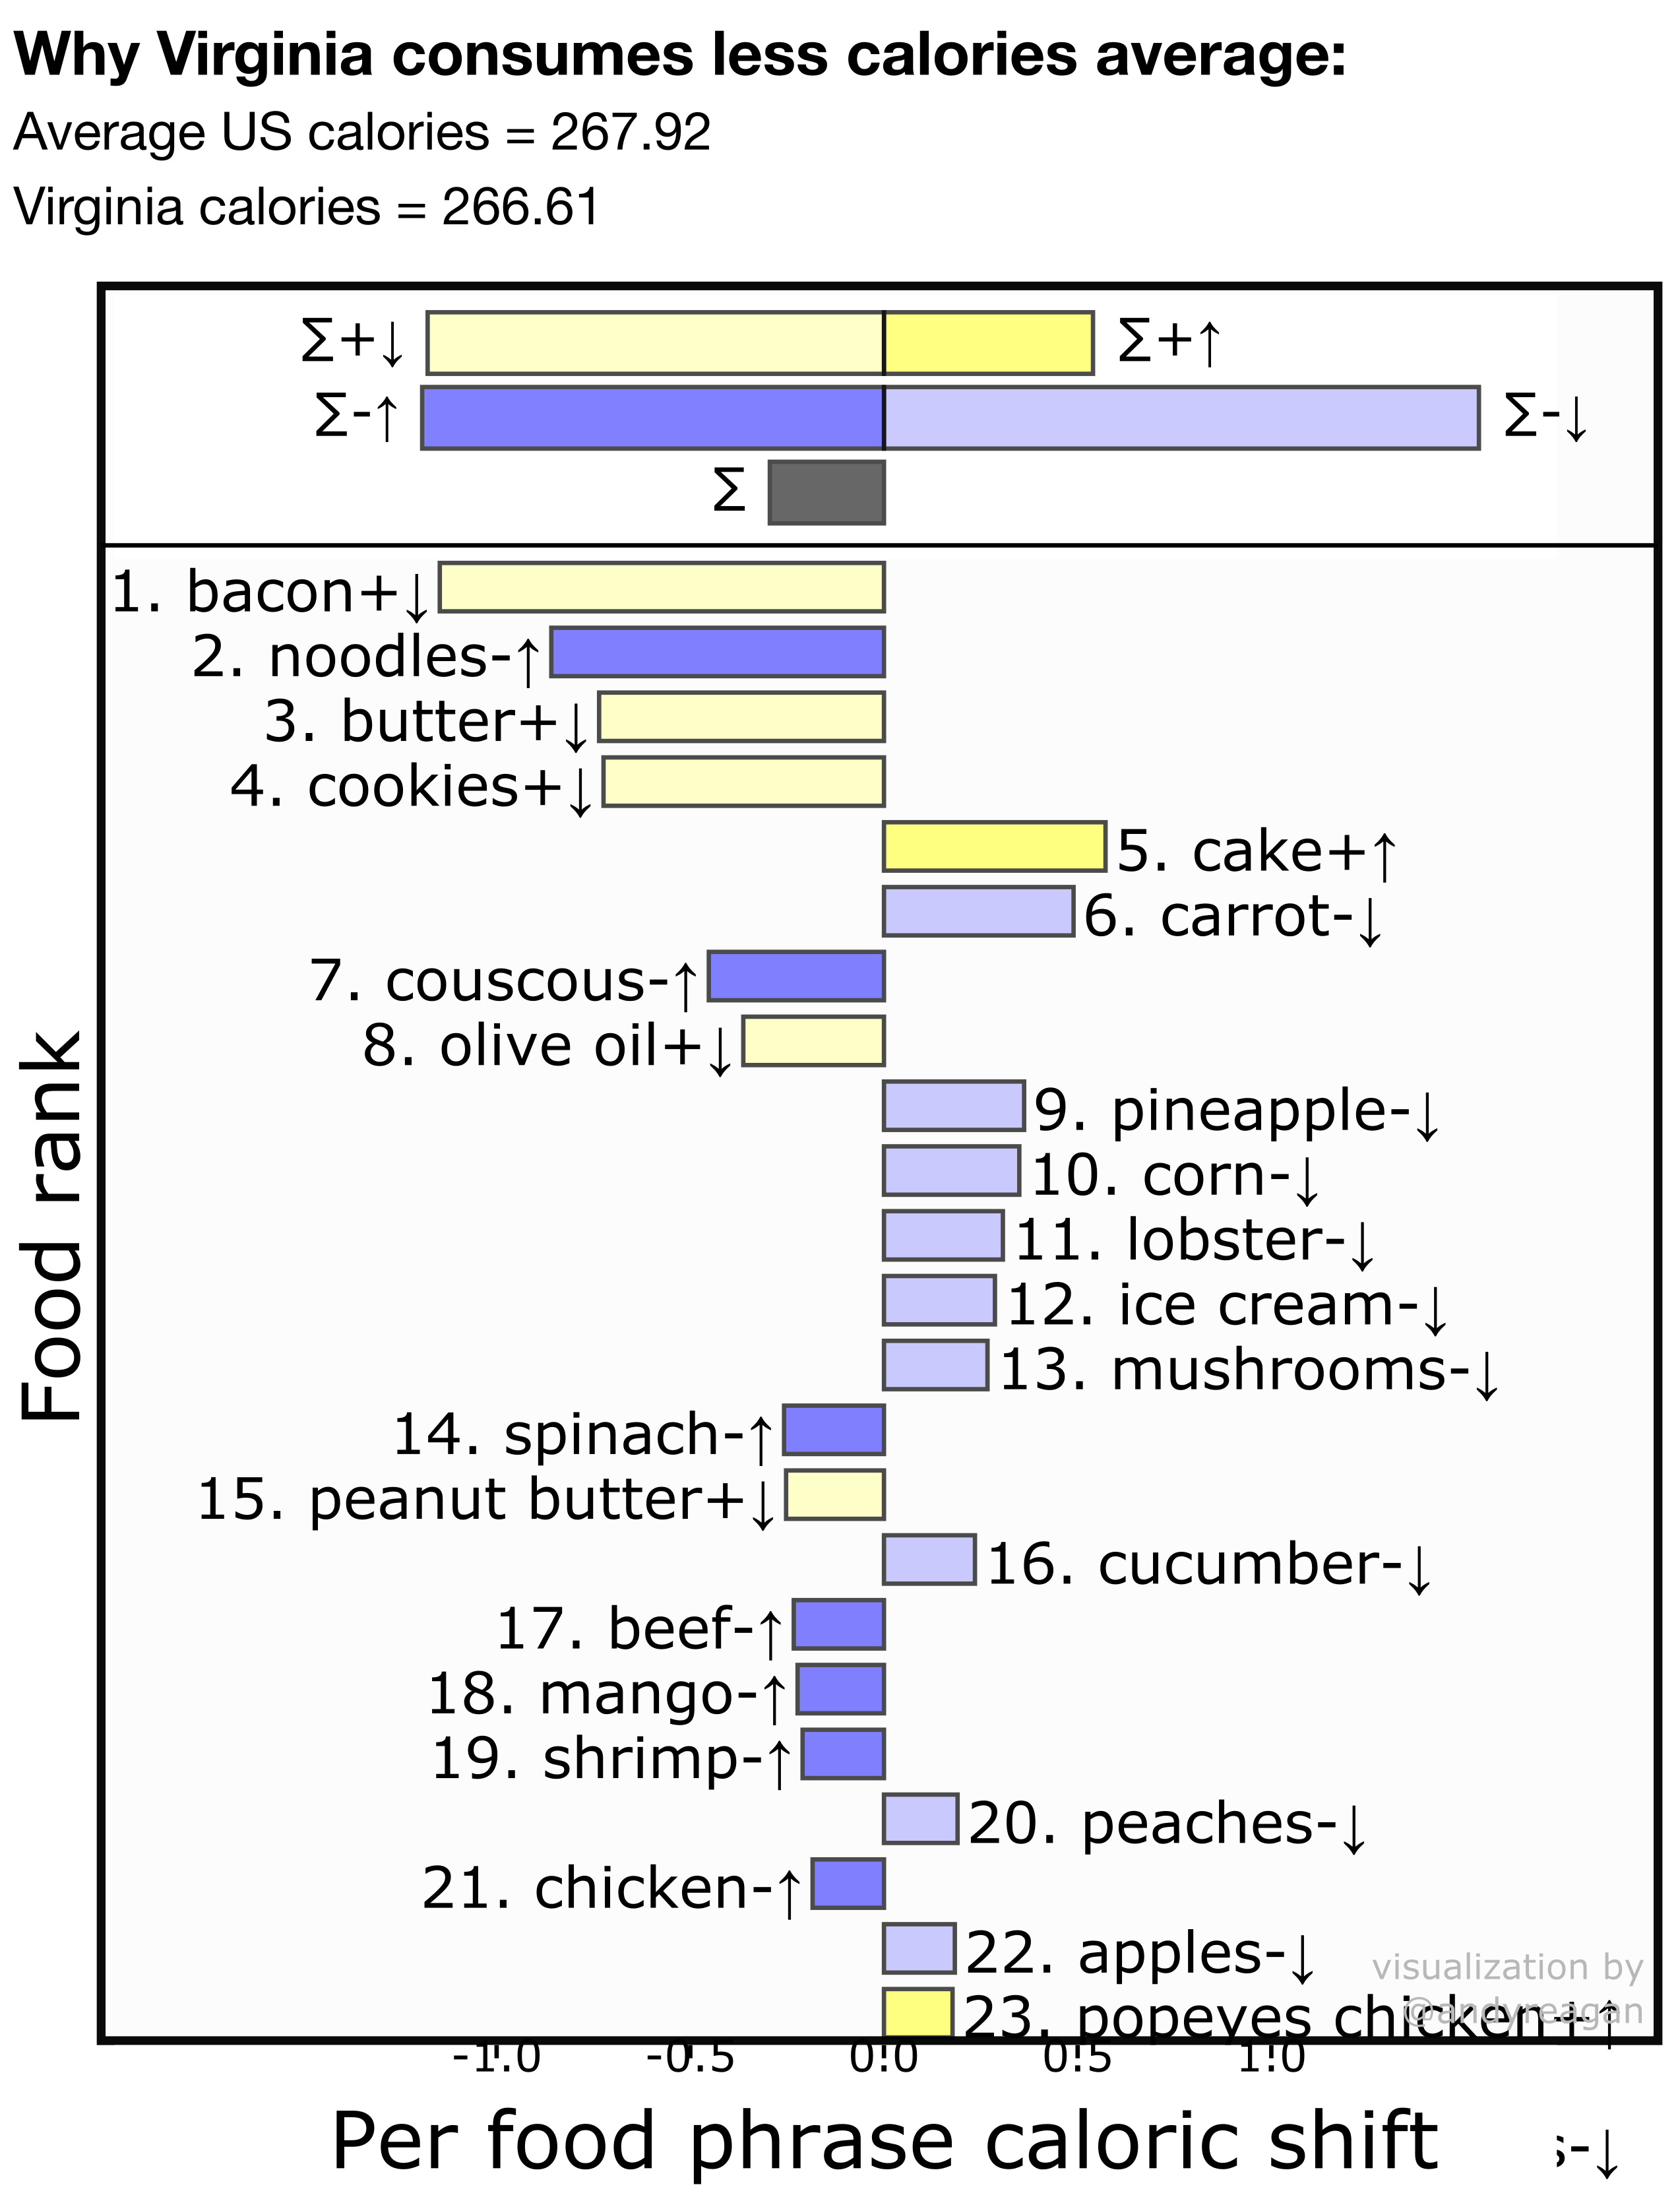 Why Virginia consumes less calories average:
Average US calories = 267.92
Virginia calories = 266.61
∑+↓ ∑+↑
∑-↑ ∑-↓
∑
1. bacon+↓
2. noodles-↑
3. butter+↓
4. cookies+↓
5. cake+↑
6. carrot-↓
7. couscous-↑
8. olive oil+↓
9. pineapple-↓
10. corn-↓
11. lobster-↓
12. ice cream-↓
13. mushrooms-↓
14. spinach-↑
15. peanut butter+↓
16. cucumber-↓
17. beef-↑
18. mango-↑
19. shrimp-↑
20. peaches-↓
21. chicken-↑
22. apples-↓
23. popeyes chicken+↑
visualization by
@andyreagan
Food rank
-1.0 -0.5 0.0 0.5 1.0
Per food phrase caloric shift
s-↓